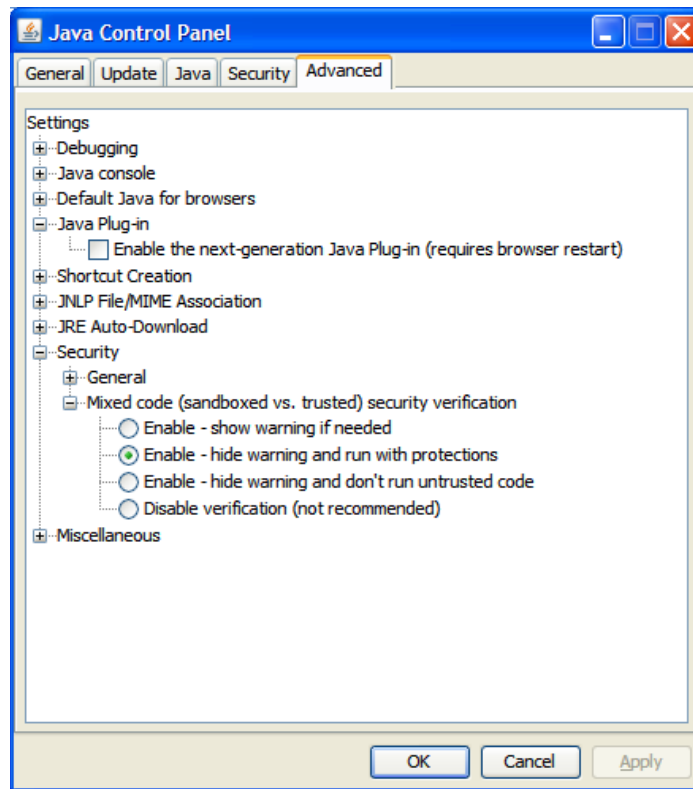 Java Control Panel
General Update Java Security Advanced
Settings
Debugging
Java console
Default Java for browsers
Java Plug-in
Enable the next-generation Java Plug-in (requires browser restart)
Shortcut Creation
JNLP File/MIME Association
JRE Auto-Download
Security
General
Mixed code (sandboxed vs. trusted) security verification
Enable - show warning if needed
Enable - hide warning and run with protections
Enable - hide warning and don't run untrusted code
Disable verification (not recommended)
Miscellaneous
OK Cancel Apply